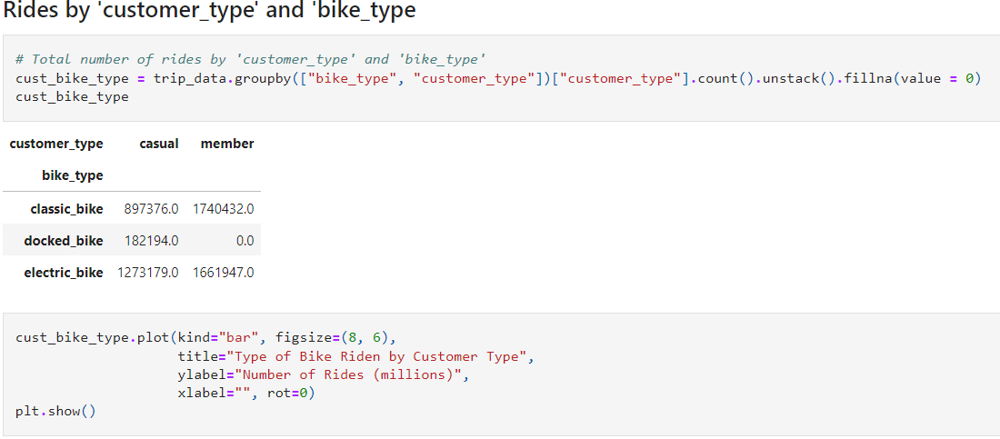 Rides by 'customer_type' and 'bike_type
# Total number of rides by 'customer_type' and 'bike_type'
cust_bike_type = trip_data.groupby(["bike_type", "customer_type"])["customer_type"].count().unstack().fillna(value = 0)
cust_bike_type
customer_type casual member
bike_type
classic_bike 897376.0 1740432.0
docked_bike 182194.0 0.0
electric_bike 1273179.0 1661947.0
cust_bike_type.plot(kind="bar", figsize=(8, 6),
title="Type of Bike Riden by Customer Type",
ylabel="Number of Rides (millions)",
xlabel="", rot=0)
plt.show()